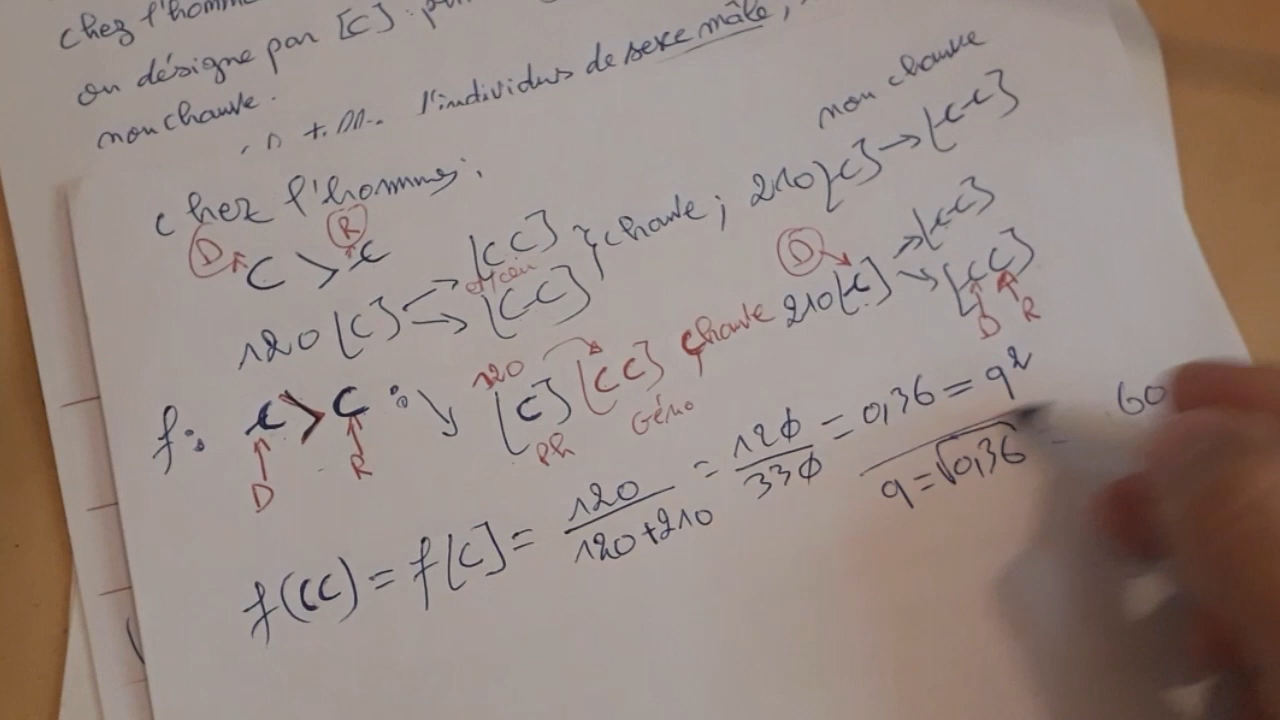 chez l'homme
on désigne par [C]
non chauve.
l'individus de sexe mâle,
chez l'homme :
non chauve
D R
C > c
120 [C] → [CC] } chauve ; 210 [c] → [cc]
→ [Cc]
f : c > C : 120 [C] [CC] chauve 210 [c] → [cc]
→ [cC]
D R Ph Géno D D R
f(CC) = f[C] = 120 / 120+210 = 120 / 330 = 0,36 = q²
q = √0,36 = 60